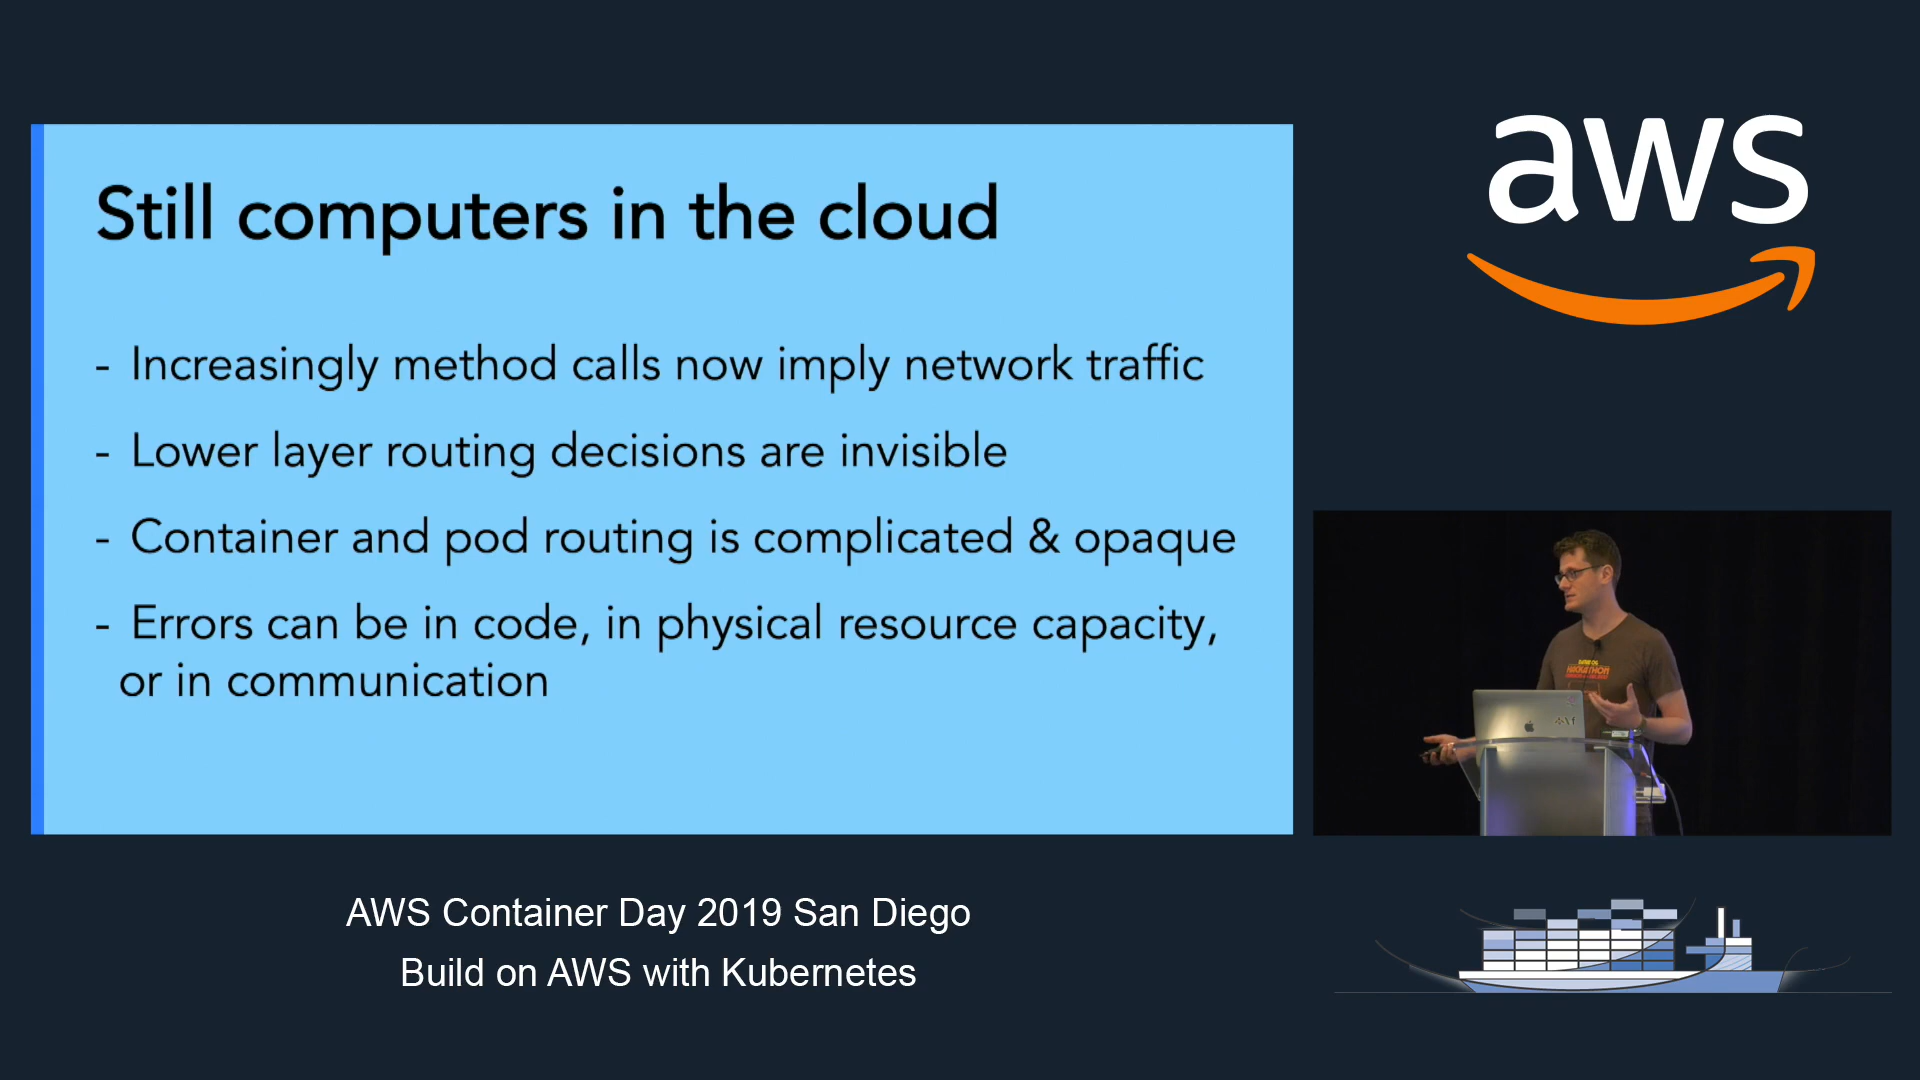 Still computers in the cloud
- Increasingly method calls now imply network traffic
- Lower layer routing decisions are invisible
- Container and pod routing is complicated & opaque
- Errors can be in code, in physical resource capacity,
or in communication
aws
HACKATHON
AWS Container Day 2019 San Diego
Build on AWS with Kubernetes